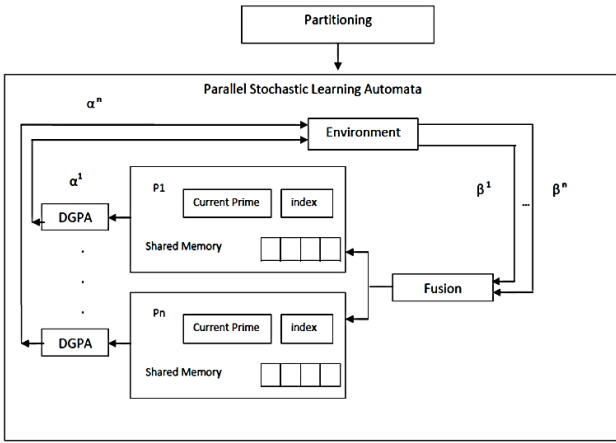 Partitioning
Parallel Stochastic Learning Automata
αⁿ
Environment
α¹
P1
Current Prime
index
β¹
...
βⁿ
DGPA
Shared Memory
Fusion
Pn
Current Prime
index
DGPA
Shared Memory